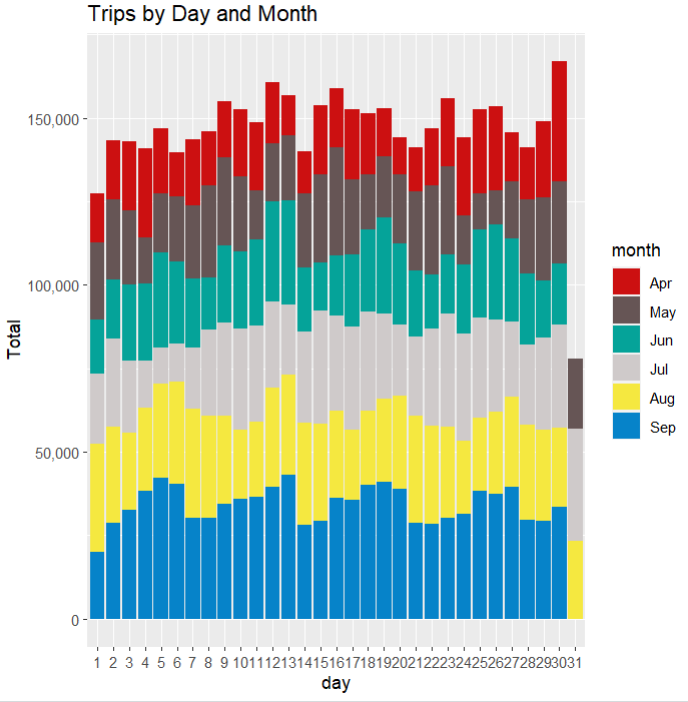 Trips by Day and Month
150,000
100,000
50,000
0
Total
1 2 3 4 5 6 7 8 9 10 11 12 13 14 15 16 17 18 19 20 21 22 23 24 25 26 27 28 29 30 31
day
month
Apr
May
Jun
Jul
Aug
Sep